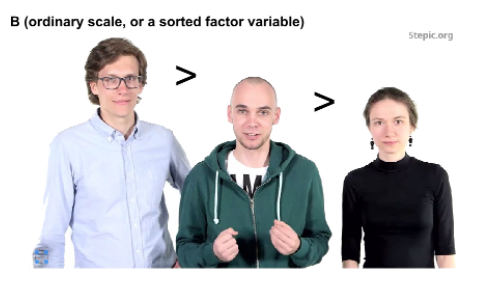 B (ordinary scale, or a sorted factor variable)
Stepic.org
>
>